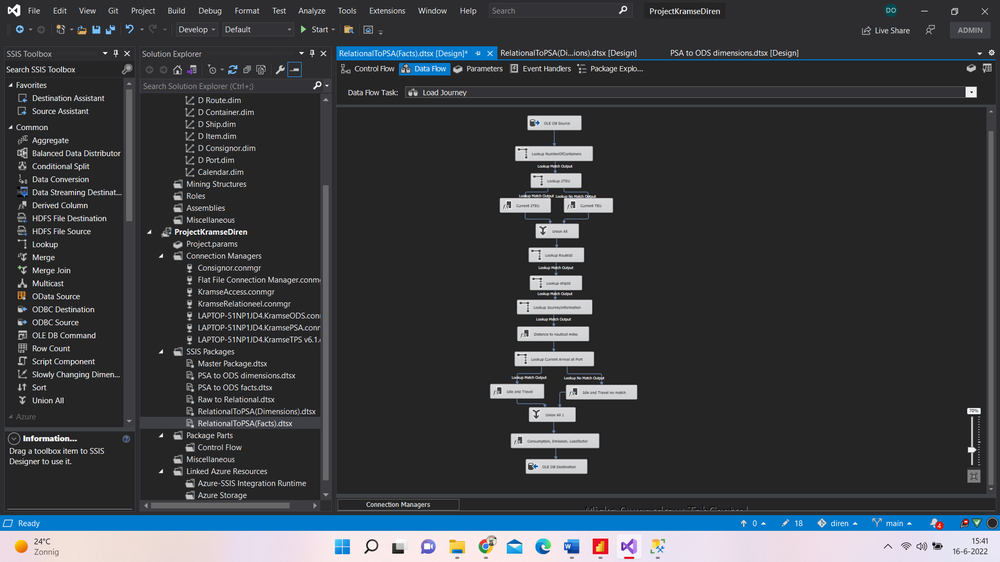 File Edit View Git Project Build Debug Format Test Analyze Tools Extensions Window Help Search ProjectKramseDiren DO
Develop Default Start Live Share ADMIN
SSIS Toolbox
Search SSIS Toolbox
Favorites
Destination Assistant
Source Assistant
Common
Aggregate
Balanced Data Distributor
Conditional Split
Data Conversion
Data Streaming Destinat...
Derived Column
HDFS File Destination
HDFS File Source
Lookup
Merge
Merge Join
Multicast
OData Source
ODBC Destination
ODBC Source
OLE DB Command
Row Count
Script Component
Slowly Changing Dimen...
Sort
Union All
Azure
Information...
Drag a toolbox item to SSIS
Designer to use it.
Solution Explorer
Search Solution Explorer (Ctrl+;)
D Route.dim
D Container.dim
D Ship.dim
D Item.dim
D Consignor.dim
D Port.dim
Calendar.dim
Mining Structures
Roles
Assemblies
Miscellaneous
ProjectKramseDiren
Project.params
Connection Managers
Consignor.conmgr
Flat File Connection Manager.conm
KramseAccess.conmgr
KramseRelationeel.conmgr
LAPTOP-51NP1JD4.KramseODS.con
LAPTOP-51NP1JD4.KramsePSA.con
LAPTOP-51NP1JD4.KramseTPS v6.1.
SSIS Packages
Master Package.dtsx
PSA to ODS dimensions.dtsx
PSA to ODS facts.dtsx
Raw to Relational.dtsx
RelationalToPSA(Dimensions).dtsx
RelationalToPSA(Facts).dtsx
Package Parts
Control Flow
Miscellaneous
Linked Azure Resources
Azure-SSIS Integration Runtime
Azure Storage
RelationalToPSA(Facts).dtsx [Design]* RelationalToPSA(Di...ions).dtsx [Design] PSA to ODS dimensions.dtsx [Design]
Control Flow Data Flow Parameters Event Handlers Package Explo...
Data Flow Task: Load Journey
OLE DB Source
Lookup NumberOfContainers
Lookup Match Output
Lookup 2TEU
Lookup Match Output Lookup No Match Output
Current 2TEU Current TEU
Union All
Lookup RouteId
Lookup Match Output
Lookup shipId
Lookup Match Output
Lookup JourneyInformation
Lookup Match Output
Distance to nautical miles
Lookup Current Arrival at Port
Lookup Match Output Lookup No Match Output
Idle and Travel Idle and Travel no match
Union All 1
Consumption, Emission, Loadfactor
OLE DB Destination
70%
Connection Managers
Ready 0 18 diren main 4
24°C
Zonnig
15:41
16-6-2022